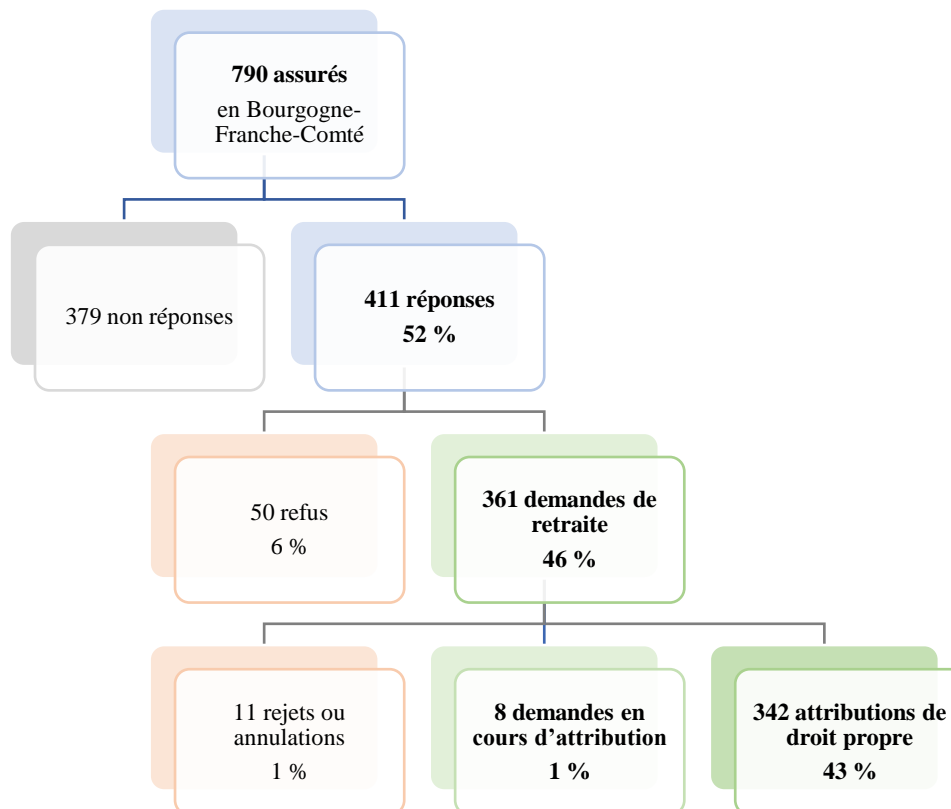 790 assurés
en Bourgogne-
Franche-Comté
379 non réponses
411 réponses
52 %
50 refus
6 %
361 demandes de
retraite
46 %
11 rejets ou
annulations
1 %
8 demandes en
cours d’attribution
1 %
342 attributions de
droit propre
43 %